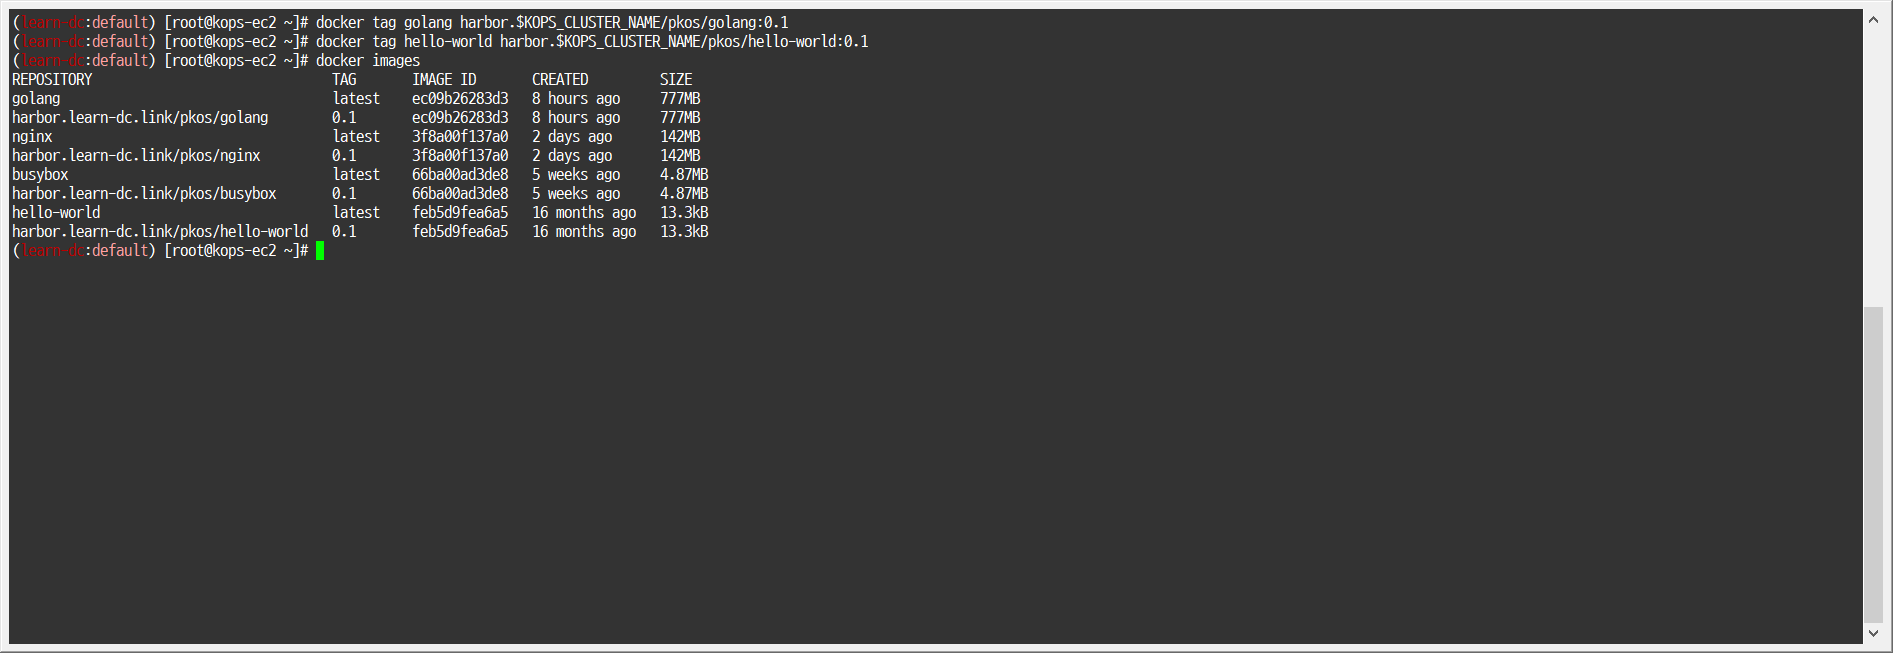 (learn-dc:default) [root@kops-ec2 ~]# docker tag golang harbor.$KOPS_CLUSTER_NAME/pkos/golang:0.1
(learn-dc:default) [root@kops-ec2 ~]# docker tag hello-world harbor.$KOPS_CLUSTER_NAME/pkos/hello-world:0.1
(learn-dc:default) [root@kops-ec2 ~]# docker images
REPOSITORY                              TAG       IMAGE ID       CREATED         SIZE
golang                                  latest    ec09b26283d3   8 hours ago     777MB
harbor.learn-dc.link/pkos/golang        0.1       ec09b26283d3   8 hours ago     777MB
nginx                                   latest    3f8a00f137a0   2 days ago      142MB
harbor.learn-dc.link/pkos/nginx         0.1       3f8a00f137a0   2 days ago      142MB
busybox                                 latest    66ba00ad3de8   5 weeks ago     4.87MB
harbor.learn-dc.link/pkos/busybox       0.1       66ba00ad3de8   5 weeks ago     4.87MB
hello-world                             latest    feb5d9fea6a5   16 months ago   13.3kB
harbor.learn-dc.link/pkos/hello-world   0.1       feb5d9fea6a5   16 months ago   13.3kB
(learn-dc:default) [root@kops-ec2 ~]#